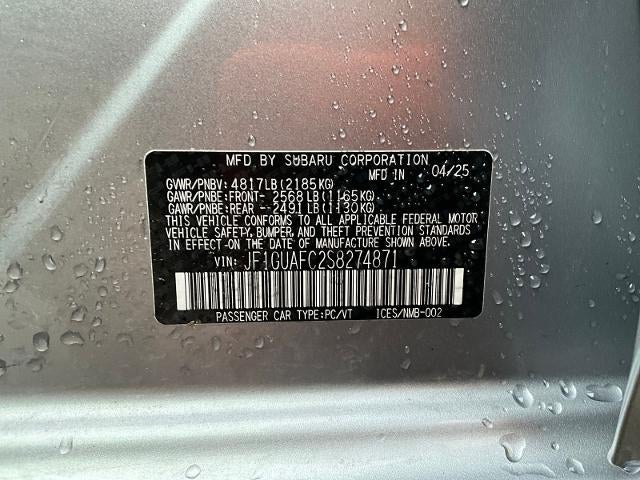 MFD BY SUBARU CORPORATION
MFD IN 04/25
GVWR/PNBV: 4817LB(2185KG)
GAWR/PNBE:FRONT- 2568LB(1165KG)
GAWR/PNBE:REAR - 2491LB(1130KG)
THIS VEHICLE CONFORMS TO ALL APPLICABLE FEDERAL MOTOR
VEHICLE SAFETY, BUMPER, AND THEFT PREVENTION STANDARDS
IN EFFECT ON THE DATE OF MANUFACTURE SHOWN ABOVE.
VIN: JF1GUAFC2S8274871
PASSENGER CAR TYPE:PC/VT ICES/NMB-002